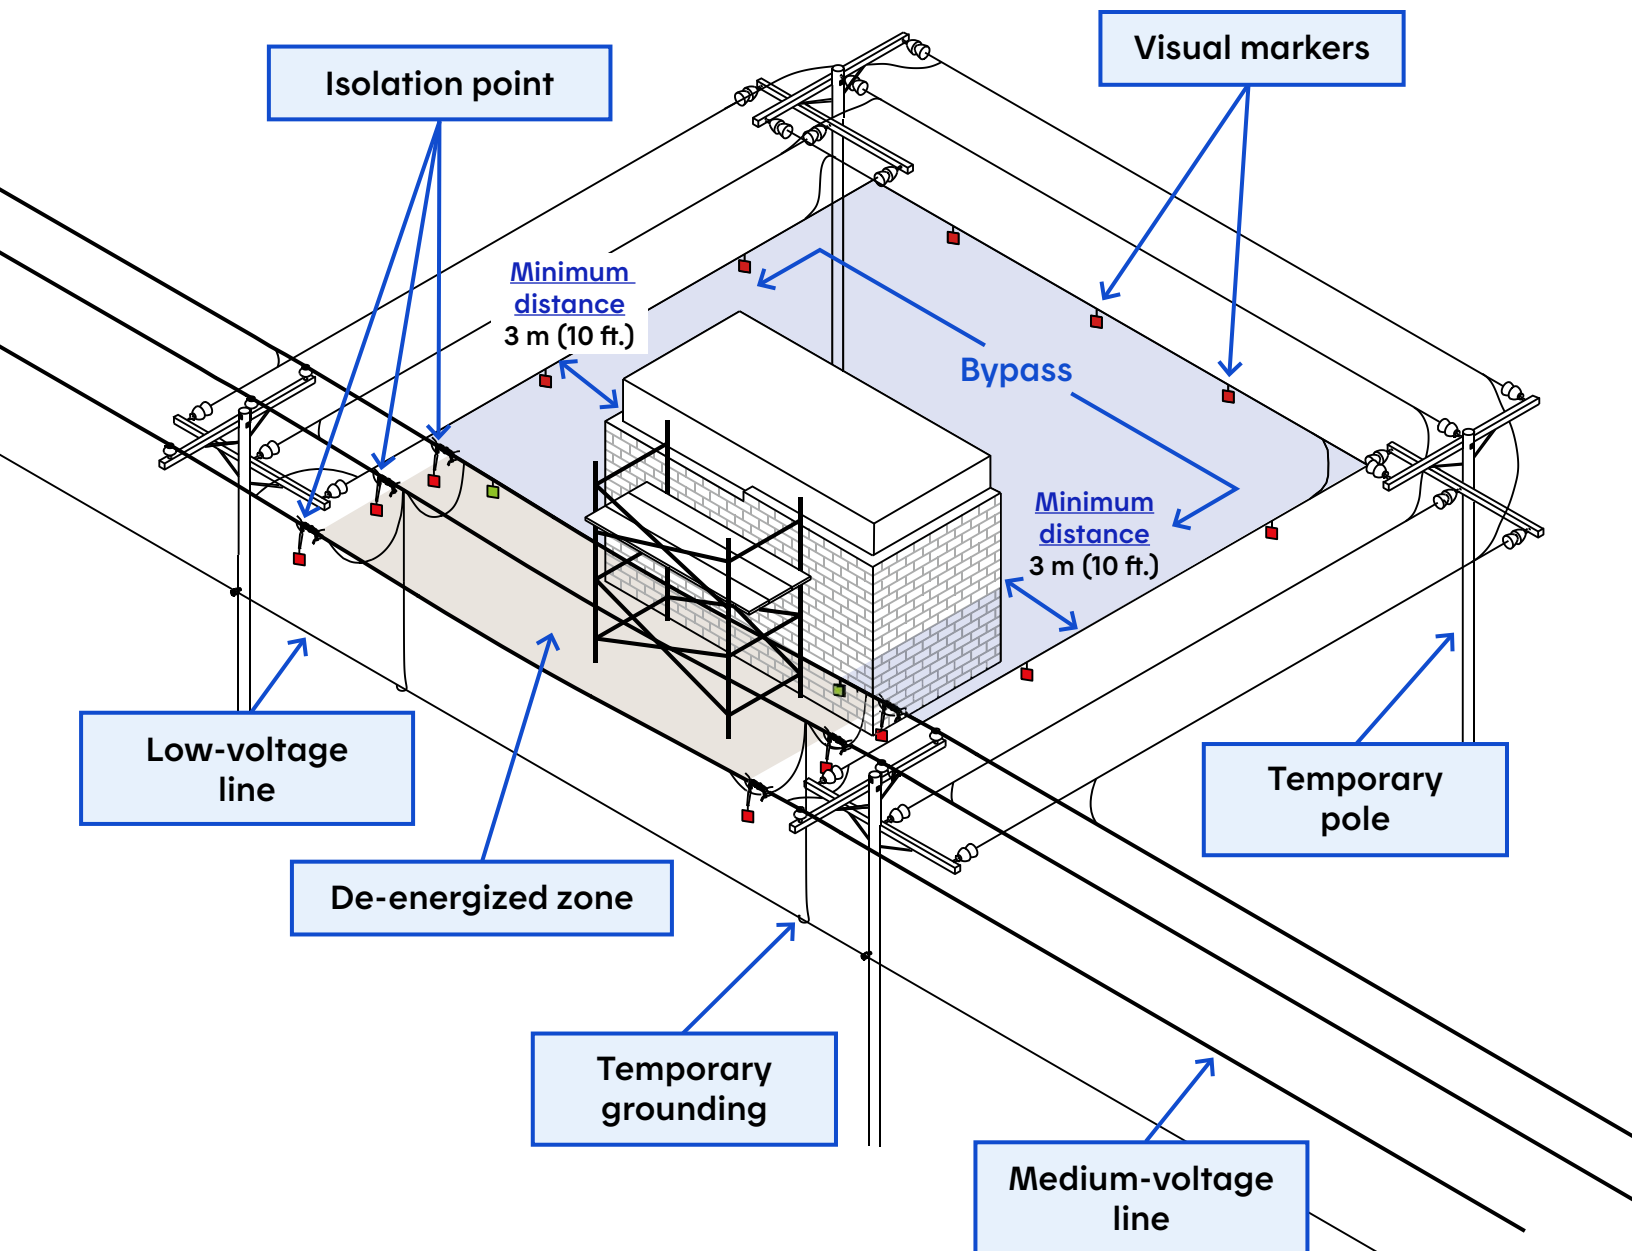 Visual markers
Isolation point
Minimum
distance
3 m (10 ft.)
Bypass
Minimum
distance
3 m (10 ft.)
Low-voltage
line
Temporary
pole
De-energized zone
Temporary
grounding
Medium-voltage
line